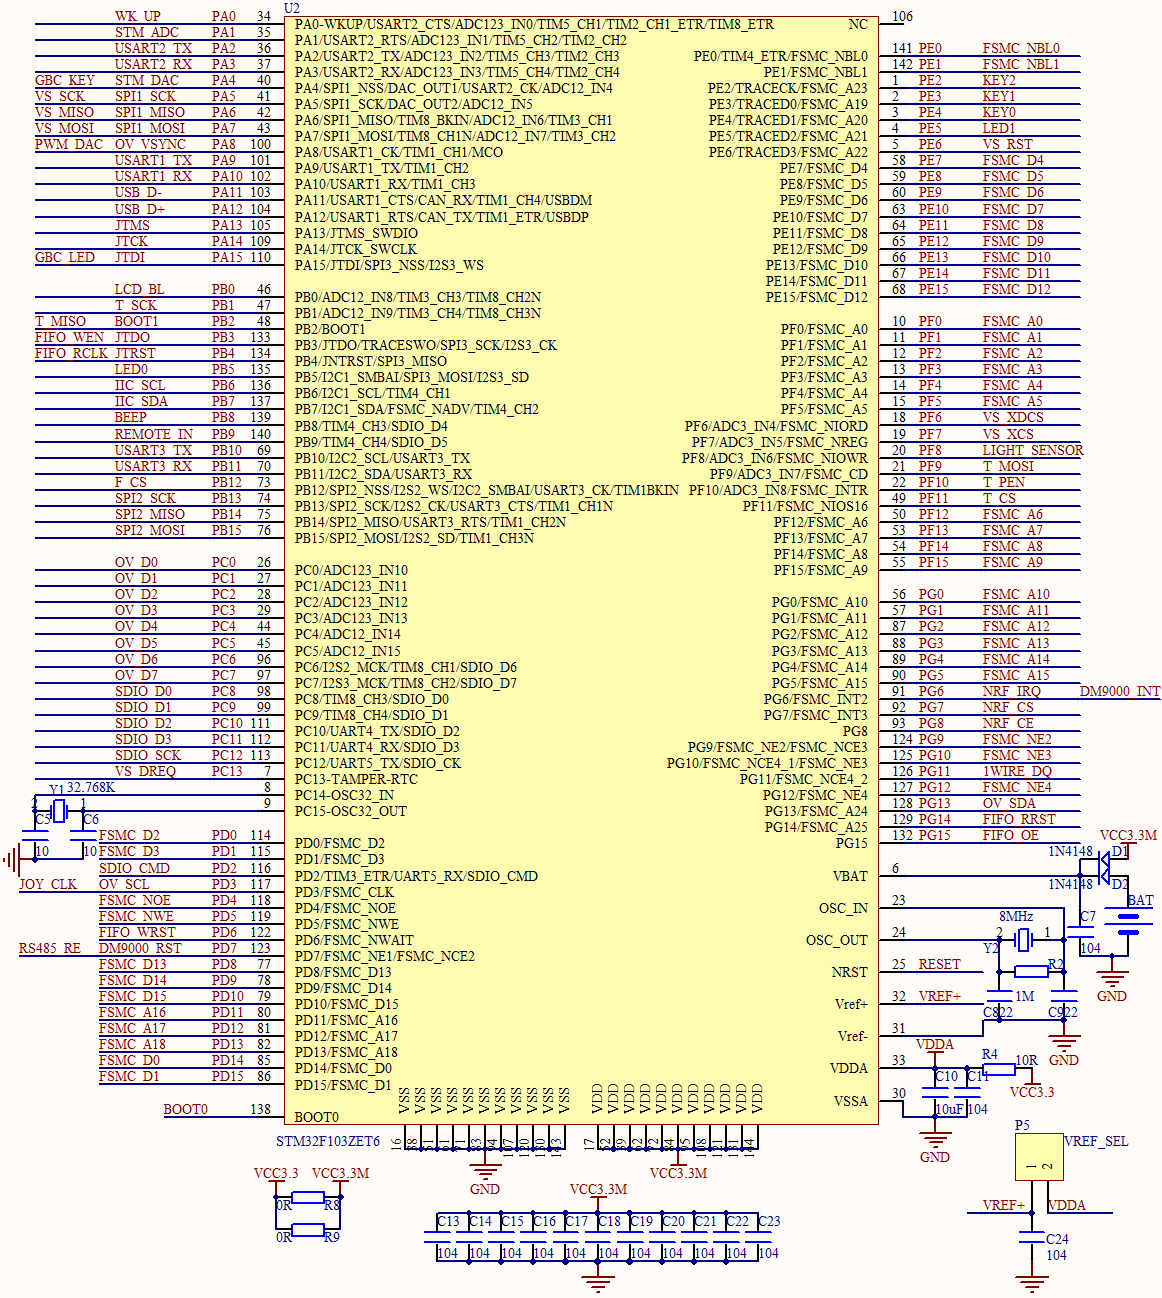 U2
WK_UP PA0 34 PA0-WKUP/USART2_CTS/ADC123_IN0/TIM5_CH1/TIM2_CH1_ETR/TIM8_ETR NC 106
STM_ADC PA1 35 PA1/USART2_RTS/ADC123_IN1/TIM5_CH2/TIM2_CH2
USART2_TX PA2 36 PA2/USART2_TX/ADC123_IN2/TIM5_CH3/TIM2_CH3 PE0/TIM4_ETR/FSMC_NBL0 141 PE0 FSMC_NBL0
USART2_RX PA3 37 PA3/USART2_RX/ADC123_IN3/TIM5_CH4/TIM2_CH4 PE1/FSMC_NBL1 142 PE1 FSMC_NBL1
GBC_KEY STM_DAC PA4 40 PA4/SPI1_NSS/DAC_OUT1/USART2_CK/ADC12_IN4 PE2/TRACECK/FSMC_A23 1 PE2 KEY2
VS_SCK SPI1_SCK PA5 41 PA5/SPI1_SCK/DAC_OUT2/ADC12_IN5 PE3/TRACED0/FSMC_A19 2 PE3 KEY1
VS_MISO SPI1_MISO PA6 42 PA6/SPI1_MISO/TIM8_BKIN/ADC12_IN6/TIM3_CH1 PE4/TRACED1/FSMC_A20 3 PE4 KEY0
VS_MOSI SPI1_MOSI PA7 43 PA7/SPI1_MOSI/TIM8_CH1N/ADC12_IN7/TIM3_CH2 PE5/TRACED2/FSMC_A21 4 PE5 LED1
PWM_DAC OV_VSYNC PA8 100 PA8/USART1_CK/TIM1_CH1/MCO PE6/TRACED3/FSMC_A22 5 PE6 VS_RST
USART1_TX PA9 101 PA9/USART1_TX/TIM1_CH2 PE7/FSMC_D4 58 PE7 FSMC_D4
USART1_RX PA10 102 PA10/USART1_RX/TIM1_CH3 PE8/FSMC_D5 59 PE8 FSMC_D5
USB_D- PA11 103 PA11/USART1_CTS/CAN_RX/TIM1_CH4/USBDM PE9/FSMC_D6 60 PE9 FSMC_D6
USB_D+ PA12 104 PA12/USART1_RTS/CAN_TX/TIM1_ETR/USBDP PE10/FSMC_D7 63 PE10 FSMC_D7
JTMS PA13 105 PA13/JTMS_SWDIO PE11/FSMC_D8 64 PE11 FSMC_D8
JTCK PA14 109 PA14/JTCK_SWCLK PE12/FSMC_D9 65 PE12 FSMC_D9
GBC_LED JTDI PA15 110 PA15/JTDI/SPI3_NSS/I2S3_WS PE13/FSMC_D10 66 PE13 FSMC_D10
PE14/FSMC_D11 67 PE14 FSMC_D11
LCD_BL PB0 46 PB0/ADC12_IN8/TIM3_CH3/TIM8_CH2N PE15/FSMC_D12 68 PE15 FSMC_D12
T_SCK PB1 47 PB1/ADC12_IN9/TIM3_CH4/TIM8_CH3N
T_MISO BOOT1 PB2 48 PB2/BOOT1 PF0/FSMC_A0 10 PF0 FSMC_A0
FIFO_WEN JTDO PB3 133 PB3/JTDO/TRACESWO/SPI3_SCK/I2S3_CK PF1/FSMC_A1 11 PF1 FSMC_A1
FIFO_RCLK JTRST PB4 134 PB4/JNTRST/SPI3_MISO PF2/FSMC_A2 12 PF2 FSMC_A2
LED0 PB5 135 PB5/I2C1_SMBAI/SPI3_MOSI/I2S3_SD PF3/FSMC_A3 13 PF3 FSMC_A3
IIC_SCL PB6 136 PB6/I2C1_SCL/TIM4_CH1 PF4/FSMC_A4 14 PF4 FSMC_A4
IIC_SDA PB7 137 PB7/I2C1_SDA/FSMC_NADV/TIM4_CH2 PF5/FSMC_A5 15 PF5 FSMC_A5
BEEP PB8 139 PB8/TIM4_CH3/SDIO_D4 PF6/ADC3_IN4/FSMC_NIORD 18 PF6 VS_XDCS
REMOTE_IN PB9 140 PB9/TIM4_CH4/SDIO_D5 PF7/ADC3_IN5/FSMC_NREG 19 PF7 VS_XCS
USART3_TX PB10 69 PB10/I2C2_SCL/USART3_TX PF8/ADC3_IN6/FSMC_NIOWR 20 PF8 LIGHT_SENSOR
USART3_RX PB11 70 PB11/I2C2_SDA/USART3_RX PF9/ADC3_IN7/FSMC_CD 21 PF9 T_MOSI
F_CS PB12 73 PB12/SPI2_NSS/I2S2_WS/I2C2_SMBAI/USART3_CK/TIM1BKIN PF10/ADC3_IN8/FSMC_INTR 22 PF10 T_PEN
SPI2_SCK PB13 74 PB13/SPI2_SCK/I2S2_CK/USART3_CTS/TIM1_CH1N PF11/FSMC_NIOS16 49 PF11 T_CS
SPI2_MISO PB14 75 PB14/SPI2_MISO/USART3_RTS/TIM1_CH2N PF12/FSMC_A6 50 PF12 FSMC_A6
SPI2_MOSI PB15 76 PB15/SPI2_MOSI/I2S2_SD/TIM1_CH3N PF13/FSMC_A7 53 PF13 FSMC_A7
PF14/FSMC_A8 54 PF14 FSMC_A8
OV_D0 PC0 26 PC0/ADC123_IN10 PF15/FSMC_A9 55 PF15 FSMC_A9
OV_D1 PC1 27 PC1/ADC123_IN11
OV_D2 PC2 28 PC2/ADC123_IN12 PG0/FSMC_A10 56 PG0 FSMC_A10
OV_D3 PC3 29 PC3/ADC123_IN13 PG1/FSMC_A11 57 PG1 FSMC_A11
OV_D4 PC4 44 PC4/ADC12_IN14 PG2/FSMC_A12 87 PG2 FSMC_A12
OV_D5 PC5 45 PC5/ADC12_IN15 PG3/FSMC_A13 88 PG3 FSMC_A13
OV_D6 PC6 96 PC6/I2S2_MCK/TIM8_CH1/SDIO_D6 PG4/FSMC_A14 89 PG4 FSMC_A14
OV_D7 PC7 97 PC7/I2S3_MCK/TIM8_CH2/SDIO_D7 PG5/FSMC_A15 90 PG5 FSMC_A15
SDIO_D0 PC8 98 PC8/TIM8_CH3/SDIO_D0 PG6/FSMC_INT2 91 PG6 NRF_IRQ DM9000_INT
SDIO_D1 PC9 99 PC9/TIM8_CH4/SDIO_D1 PG7/FSMC_INT3 92 PG7 NRF_CS
SDIO_D2 PC10 111 PC10/UART4_TX/SDIO_D2 PG8 93 PG8 NRF_CE
SDIO_D3 PC11 112 PC11/UART4_RX/SDIO_D3 PG9/FSMC_NE2/FSMC_NCE3 124 PG9 FSMC_NE2
SDIO_SCK PC12 113 PC12/UART5_TX/SDIO_CK PG10/FSMC_NCE4_1/FSMC_NE3 125 PG10 FSMC_NE3
VS_DREQ PC13 7 PC13-TAMPER-RTC PG11/FSMC_NCE4_2 126 PG11 1WIRE_DQ
Y1 32.768K 8 PC14-OSC32_IN PG12/FSMC_NE4 127 PG12 FSMC_NE4
2 1 9 PC15-OSC32_OUT PG13/FSMC_A24 128 PG13 OV_SDA
C5 C6 PG14/FSMC_A25 129 PG14 FIFO_RRST
FSMC_D2 PD0 114 PD0/FSMC_D2 PG15 132 PG15 FIFO_OE VCC3.3M
10 10 FSMC_D3 PD1 115 PD1/FSMC_D3 1N4148 D1
SDIO_CMD PD2 116 PD2/TIM3_ETR/UART5_RX/SDIO_CMD VBAT 6
JOY_CLK OV_SCL PD3 117 PD3/FSMC_CLK 1N4148 D2
FSMC_NOE PD4 118 PD4/FSMC_NOE OSC_IN 23 BAT
FSMC_NWE PD5 119 PD5/FSMC_NWE 8MHz C7
FIFO_WRST PD6 122 PD6/FSMC_NWAIT OSC_OUT 24 2 1
RS485_RE DM9000_RST PD7 123 PD7/FSMC_NE1/FSMC_NCE2 Y2 104
FSMC_D13 PD8 77 PD8/FSMC_D13 NRST 25 RESET R2
FSMC_D14 PD9 78 PD9/FSMC_D14
FSMC_D15 PD10 79 PD10/FSMC_D15 Vref+ 32 VREF+ 1M GND
FSMC_A16 PD11 80 PD11/FSMC_A16 C822 C922
FSMC_A17 PD12 81 PD12/FSMC_A17 Vref- 31
FSMC_A18 PD13 82 PD13/FSMC_A18 VDDA
FSMC_D0 PD14 85 PD14/FSMC_D0 VDDA 33 R4 10R GND
FSMC_D1 PD15 86 PD15/FSMC_D1 C10 C11
VSS VSS VSS VSS VSS VSS VSS VSS VSS VSS VSS VDD VDD VDD VDD VDD VDD VDD VDD VDD VDD VDD VSSA 30 VCC3.3
BOOT0 138 BOOT0 10uF 104
STM32F103ZET6 16 17
P5
1 2
VREF_SEL
GND
VCC3.3 VCC3.3M GND VCC3.3M
0R R8
VCC3.3M
VREF+ VDDA
C13 C14 C15 C16 C17 C18 C19 C20 C21 C22 C23
0R R9
C24
104 104 104 104 104 104 104 104 104 104 104
104